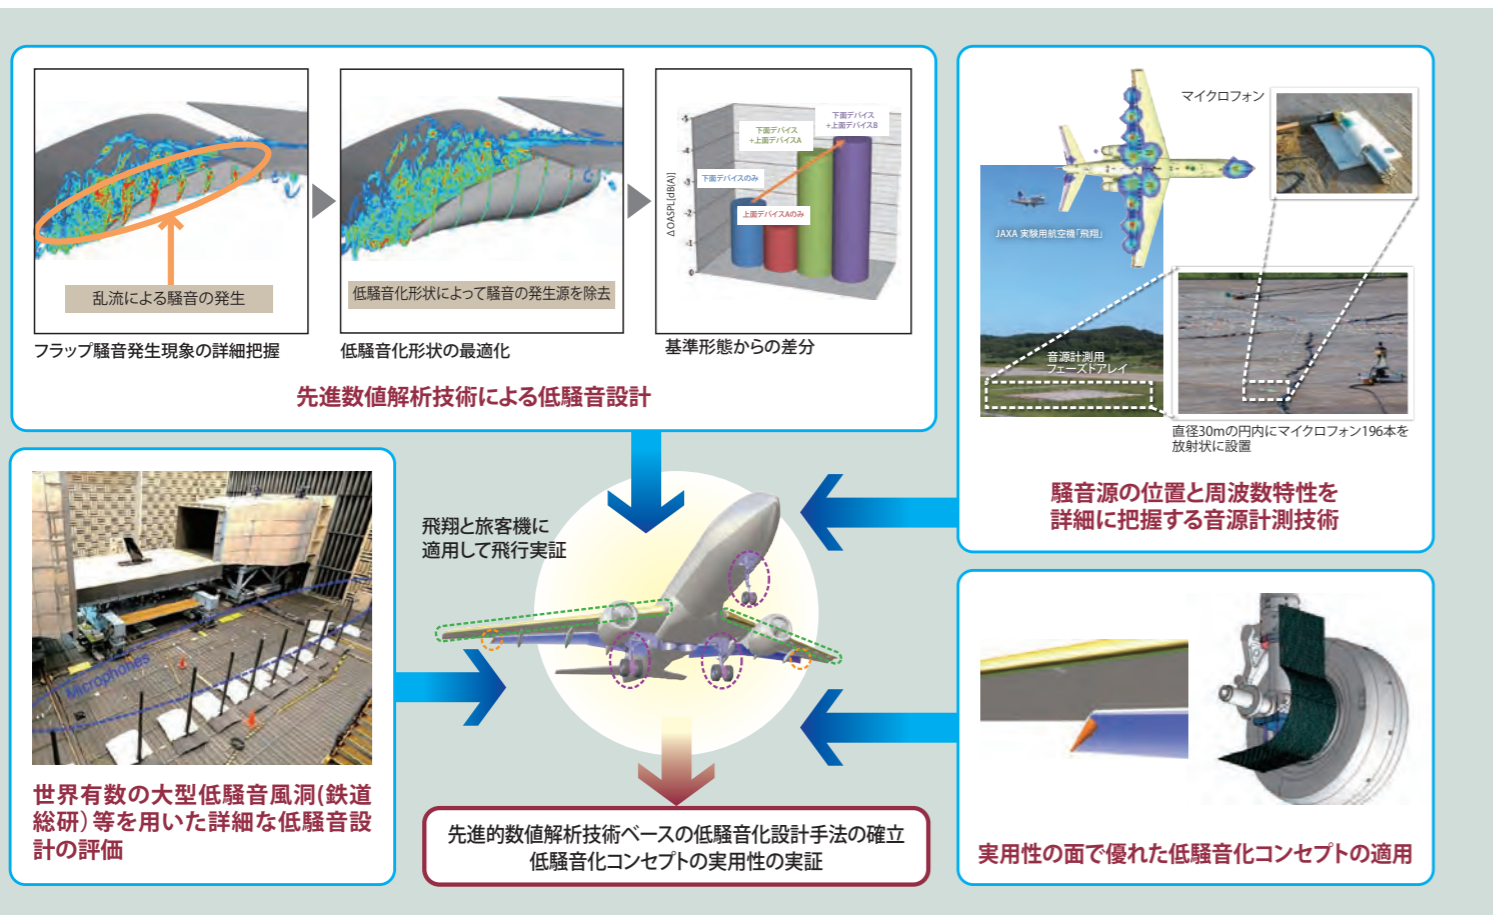 乱流による騒音の発生
フラップ騒音発生現象の詳細把握
低騒音化形状によって騒音の発生源を除去
低騒音化形状の最適化
ΔOASPL[dB(A)]
-5
-4
-3
-2
-1
0
下面デバイスのみ
上面デバイスAのみ
下面デバイス
+上面デバイスA
下面デバイス
+上面デバイスB
基準形態からの差分
先進数値解析技術による低騒音設計
マイクロフォン
JAXA 実験用航空機「飛翔」
音源計測用
フェーズドアレイ
直径30mの円内にマイクロフォン196本を
放射状に設置
騒音源の位置と周波数特性を
詳細に把握する音源計測技術
Microphones
世界有数の大型低騒音風洞(鉄道
総研)等を用いた詳細な低騒音設
計の評価
飛翔と旅客機に
適用して飛行実証
実用性の面で優れた低騒音化コンセプトの適用
先進的数値解析技術ベースの低騒音化設計手法の確立
低騒音化コンセプトの実用性の実証